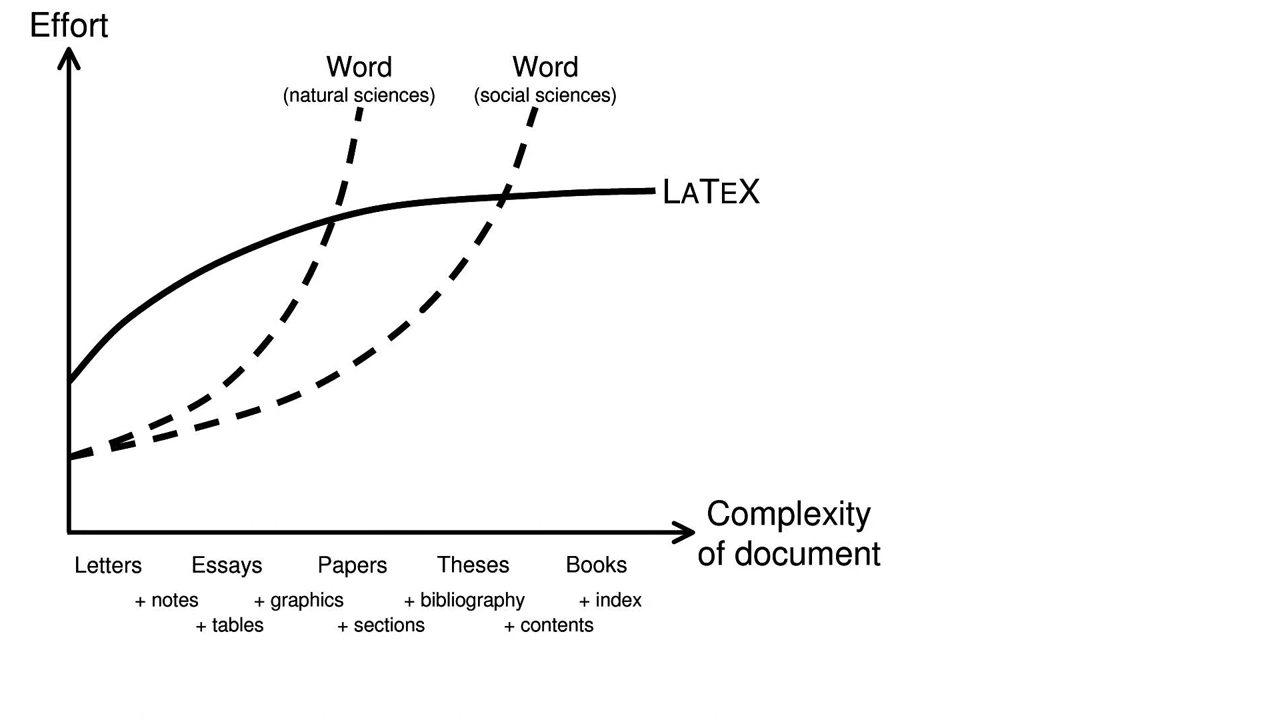 Effort
Word
(natural sciences)
Word
(social sciences)
LATEX
Complexity
of document
Letters Essays Papers Theses Books
+ notes + graphics + bibliography + index
+ tables + sections + contents